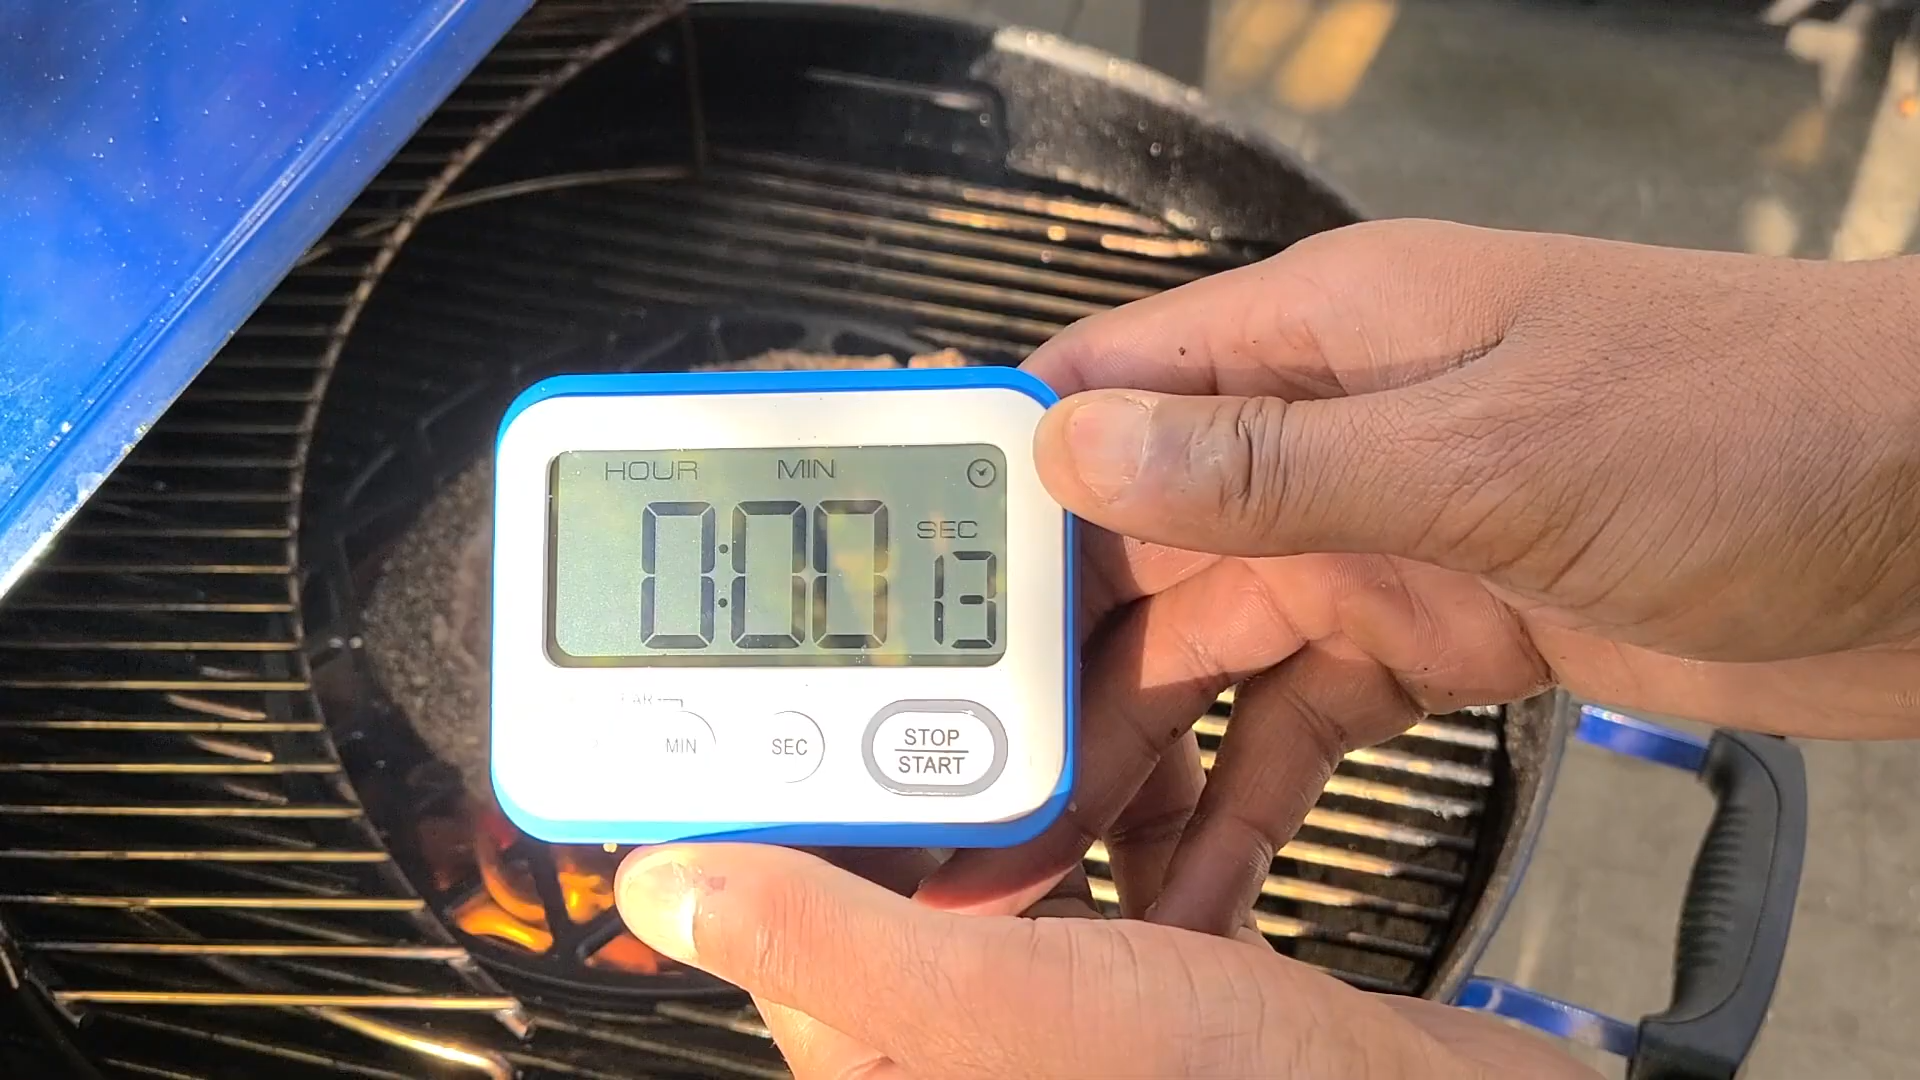 HOUR MIN
SEC
0:00 13
MIN SEC STOP
START